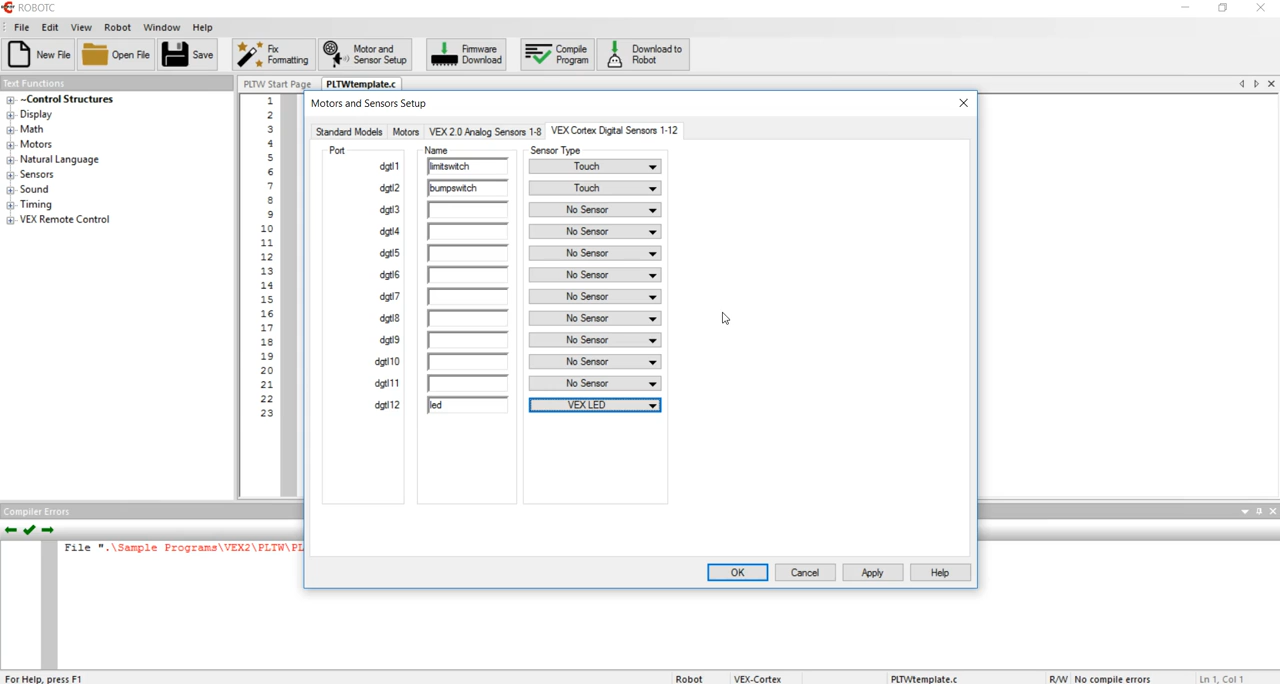 ROBOTC
File Edit View Robot Window Help
New File Open File Save Fix Formatting Motor and Sensor Setup Firmware Download Compile Program Download to Robot
Text Functions
PLTW Start Page PLTWtemplate.c
~Control Structures
Display
Math
Motors
Natural Language
Sensors
Sound
Timing
VEX Remote Control
1
2
3
4
5
6
7
8
9
10
11
12
13
14
15
16
17
18
19
20
21
22
23
Motors and Sensors Setup
Standard Models Motors VEX 2.0 Analog Sensors 1-8 VEX Cortex Digital Sensors 1-12
Port Name Sensor Type
dgtl1 limitswitch Touch
dgtl2 bumpswitch Touch
dgtl3 No Sensor
dgtl4 No Sensor
dgtl5 No Sensor
dgtl6 No Sensor
dgtl7 No Sensor
dgtl8 No Sensor
dgtl9 No Sensor
dgtl10 No Sensor
dgtl11 No Sensor
dgtl12 led VEX LED
OK Cancel Apply Help
Compiler Errors
File ".\Sample Programs\VEX2\PLTW\PL
For Help, press F1 Robot VEX-Cortex PLTWtemplate.c R/W No compile errors Ln 1, Col 1